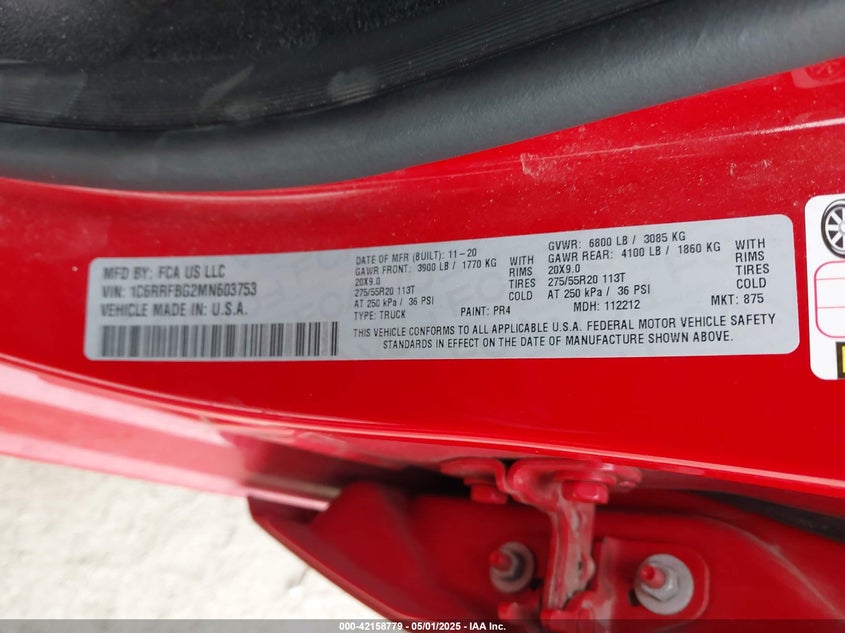 MFD BY: FCA US LLC
VIN: 1C6RRFBG2MN603753
VEHICLE MADE IN: U.S.A.
DATE OF MFR (BUILT): 11-20
GAWR FRONT: 3900 LB / 1770 KG WITH
20X9.0 RIMS
275/55R20 113T TIRES
AT 250 kPa / 36 PSI COLD
TYPE: TRUCK PAINT: PR4
GVWR: 6800 LB / 3085 KG
GAWR REAR: 4100 LB / 1860 KG WITH
20X9.0 RIMS
275/55R20 113T TIRES
AT 250 kPa / 36 PSI COLD
MDH: 112212 MKT: 875
THIS VEHICLE CONFORMS TO ALL APPLICABLE U.S.A. FEDERAL MOTOR VEHICLE SAFETY
STANDARDS IN EFFECT ON THE DATE OF MANUFACTURE SHOWN ABOVE.
000-42158779 - 05/01/2025 - IAA Inc.